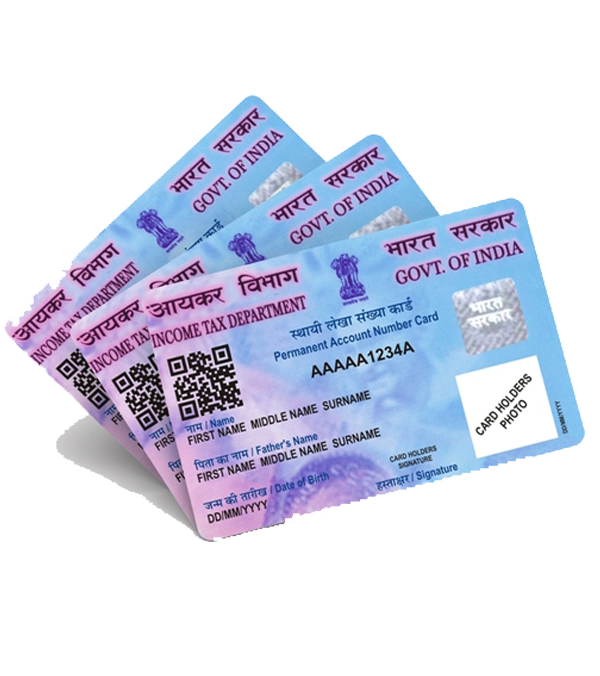 भारत सरकार
GOVT. OF INDIA
आयकर विभाग
INCOME TAX DEPARTMENT
भारत सरकार
GOVT. OF INDIA
आयकर विभाग
INCOME TAX DEPARTMENT
आयकर विभाग
INCOME TAX DEPARTMENT
भारत सरकार
GOVT. OF INDIA
स्थायी लेखा संख्या कार्ड
Permanent Account Number Card
AAAAA1234A
भारत
सरकार
नाम / Name
FIRST NAME MIDDLE NAME SURNAME
पिता का नाम / Father's Name
FIRST NAME MIDDLE NAME SURNAME
जन्म की तारीख / Date of Birth
DD/MM/YYYY
CARD HOLDERS
SIGNATURE
हस्ताक्षर / Signature
CARD HOLDERS
PHOTO
DD/MM/YYYY